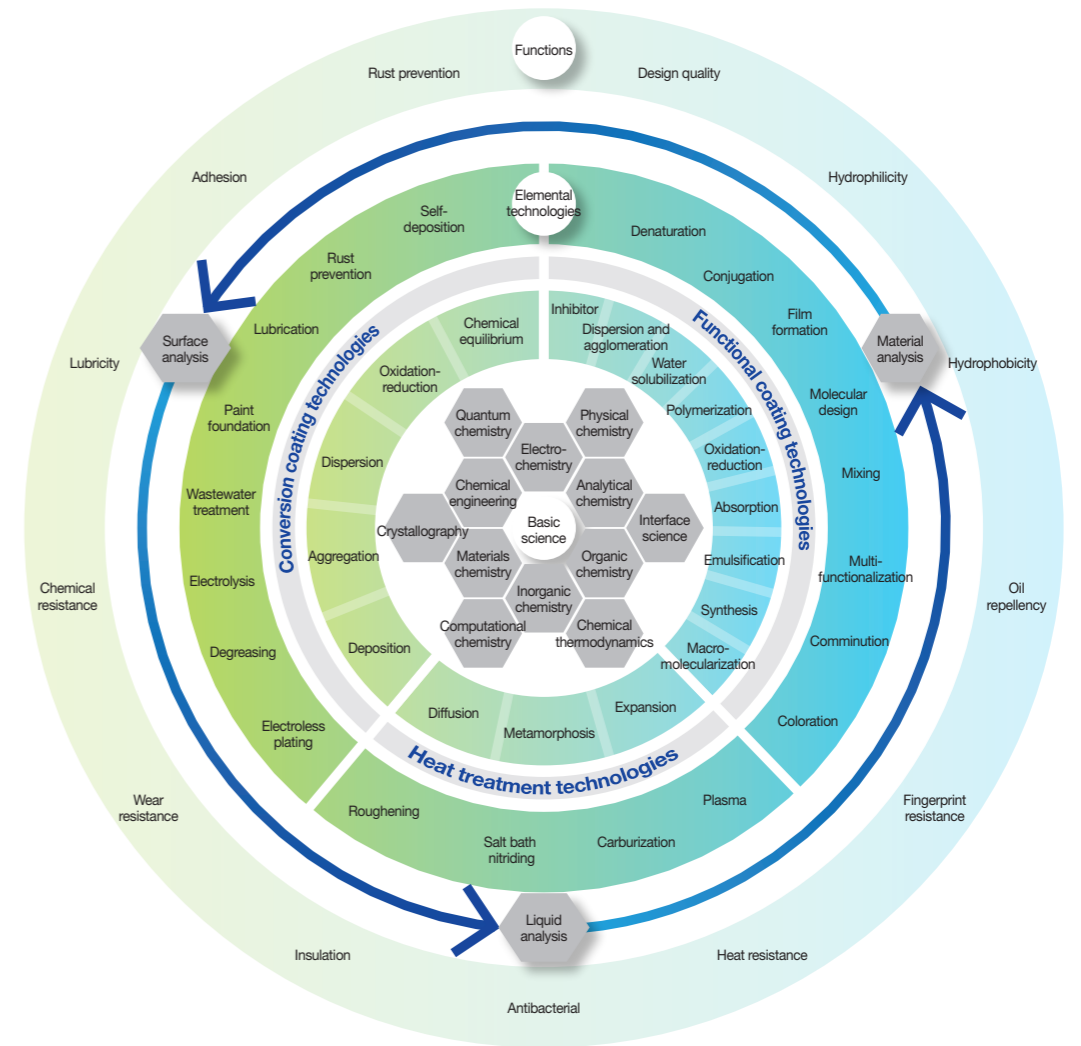 Functions
Rust prevention
Design quality
Adhesion
Hydrophilicity
Lubricity
Hydrophobicity
Chemical
resistance
Oil
repellency
Wear
resistance
Fingerprint
resistance
Insulation
Heat resistance
Antibacterial
Surface
analysis
Material
analysis
Liquid
analysis
Elemental
technologies
Self-
deposition
Rust
prevention
Lubrication
Paint
foundation
Wastewater
treatment
Electrolysis
Degreasing
Electroless
plating
Denaturation
Conjugation
Film
formation
Molecular
design
Mixing
Multi-
functionalization
Comminution
Coloration
Roughening
Salt bath
nitriding
Carburization
Plasma
Conversion coating technologies
Functional coating technologies
Heat treatment technologies
Chemical
equilibrium
Oxidation-
reduction
Dispersion
Aggregation
Deposition
Inhibitor
Dispersion and
agglomeration
Water
solubilization
Polymerization
Oxidation-
reduction
Absorption
Emulsification
Synthesis
Macro-
molecularization
Diffusion
Metamorphosis
Expansion
Quantum
chemistry
Physical
chemistry
Electro-
chemistry
Chemical
engineering
Analytical
chemistry
Crystallography
Basic
science
Interface
science
Materials
chemistry
Organic
chemistry
Inorganic
chemistry
Computational
chemistry
Chemical
thermodynamics